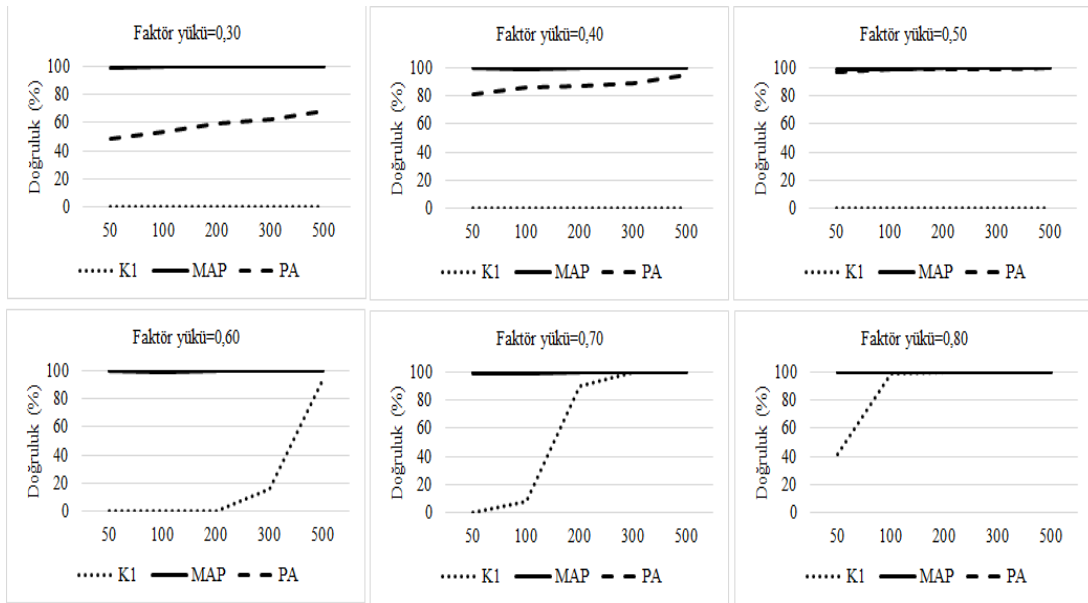 Faktör yükü=0,30
Doğruluk (%)
100
80
60
40
20
0
50 100 200 300 500
K1 MAP PA
Faktör yükü=0,40
Doğruluk (%)
100
80
60
40
20
0
50 100 200 300 500
K1 MAP PA
Faktör yükü=0,50
Doğruluk (%)
100
80
60
40
20
0
50 100 200 300 500
K1 MAP PA
Faktör yükü=0,60
Doğruluk (%)
100
80
60
40
20
0
50 100 200 300 500
K1 MAP PA
Faktör yükü=0,70
Doğruluk (%)
100
80
60
40
20
0
50 100 200 300 500
K1 MAP PA
Faktör yükü=0,80
Doğruluk (%)
100
80
60
40
20
0
50 100 200 300 500
K1 MAP PA